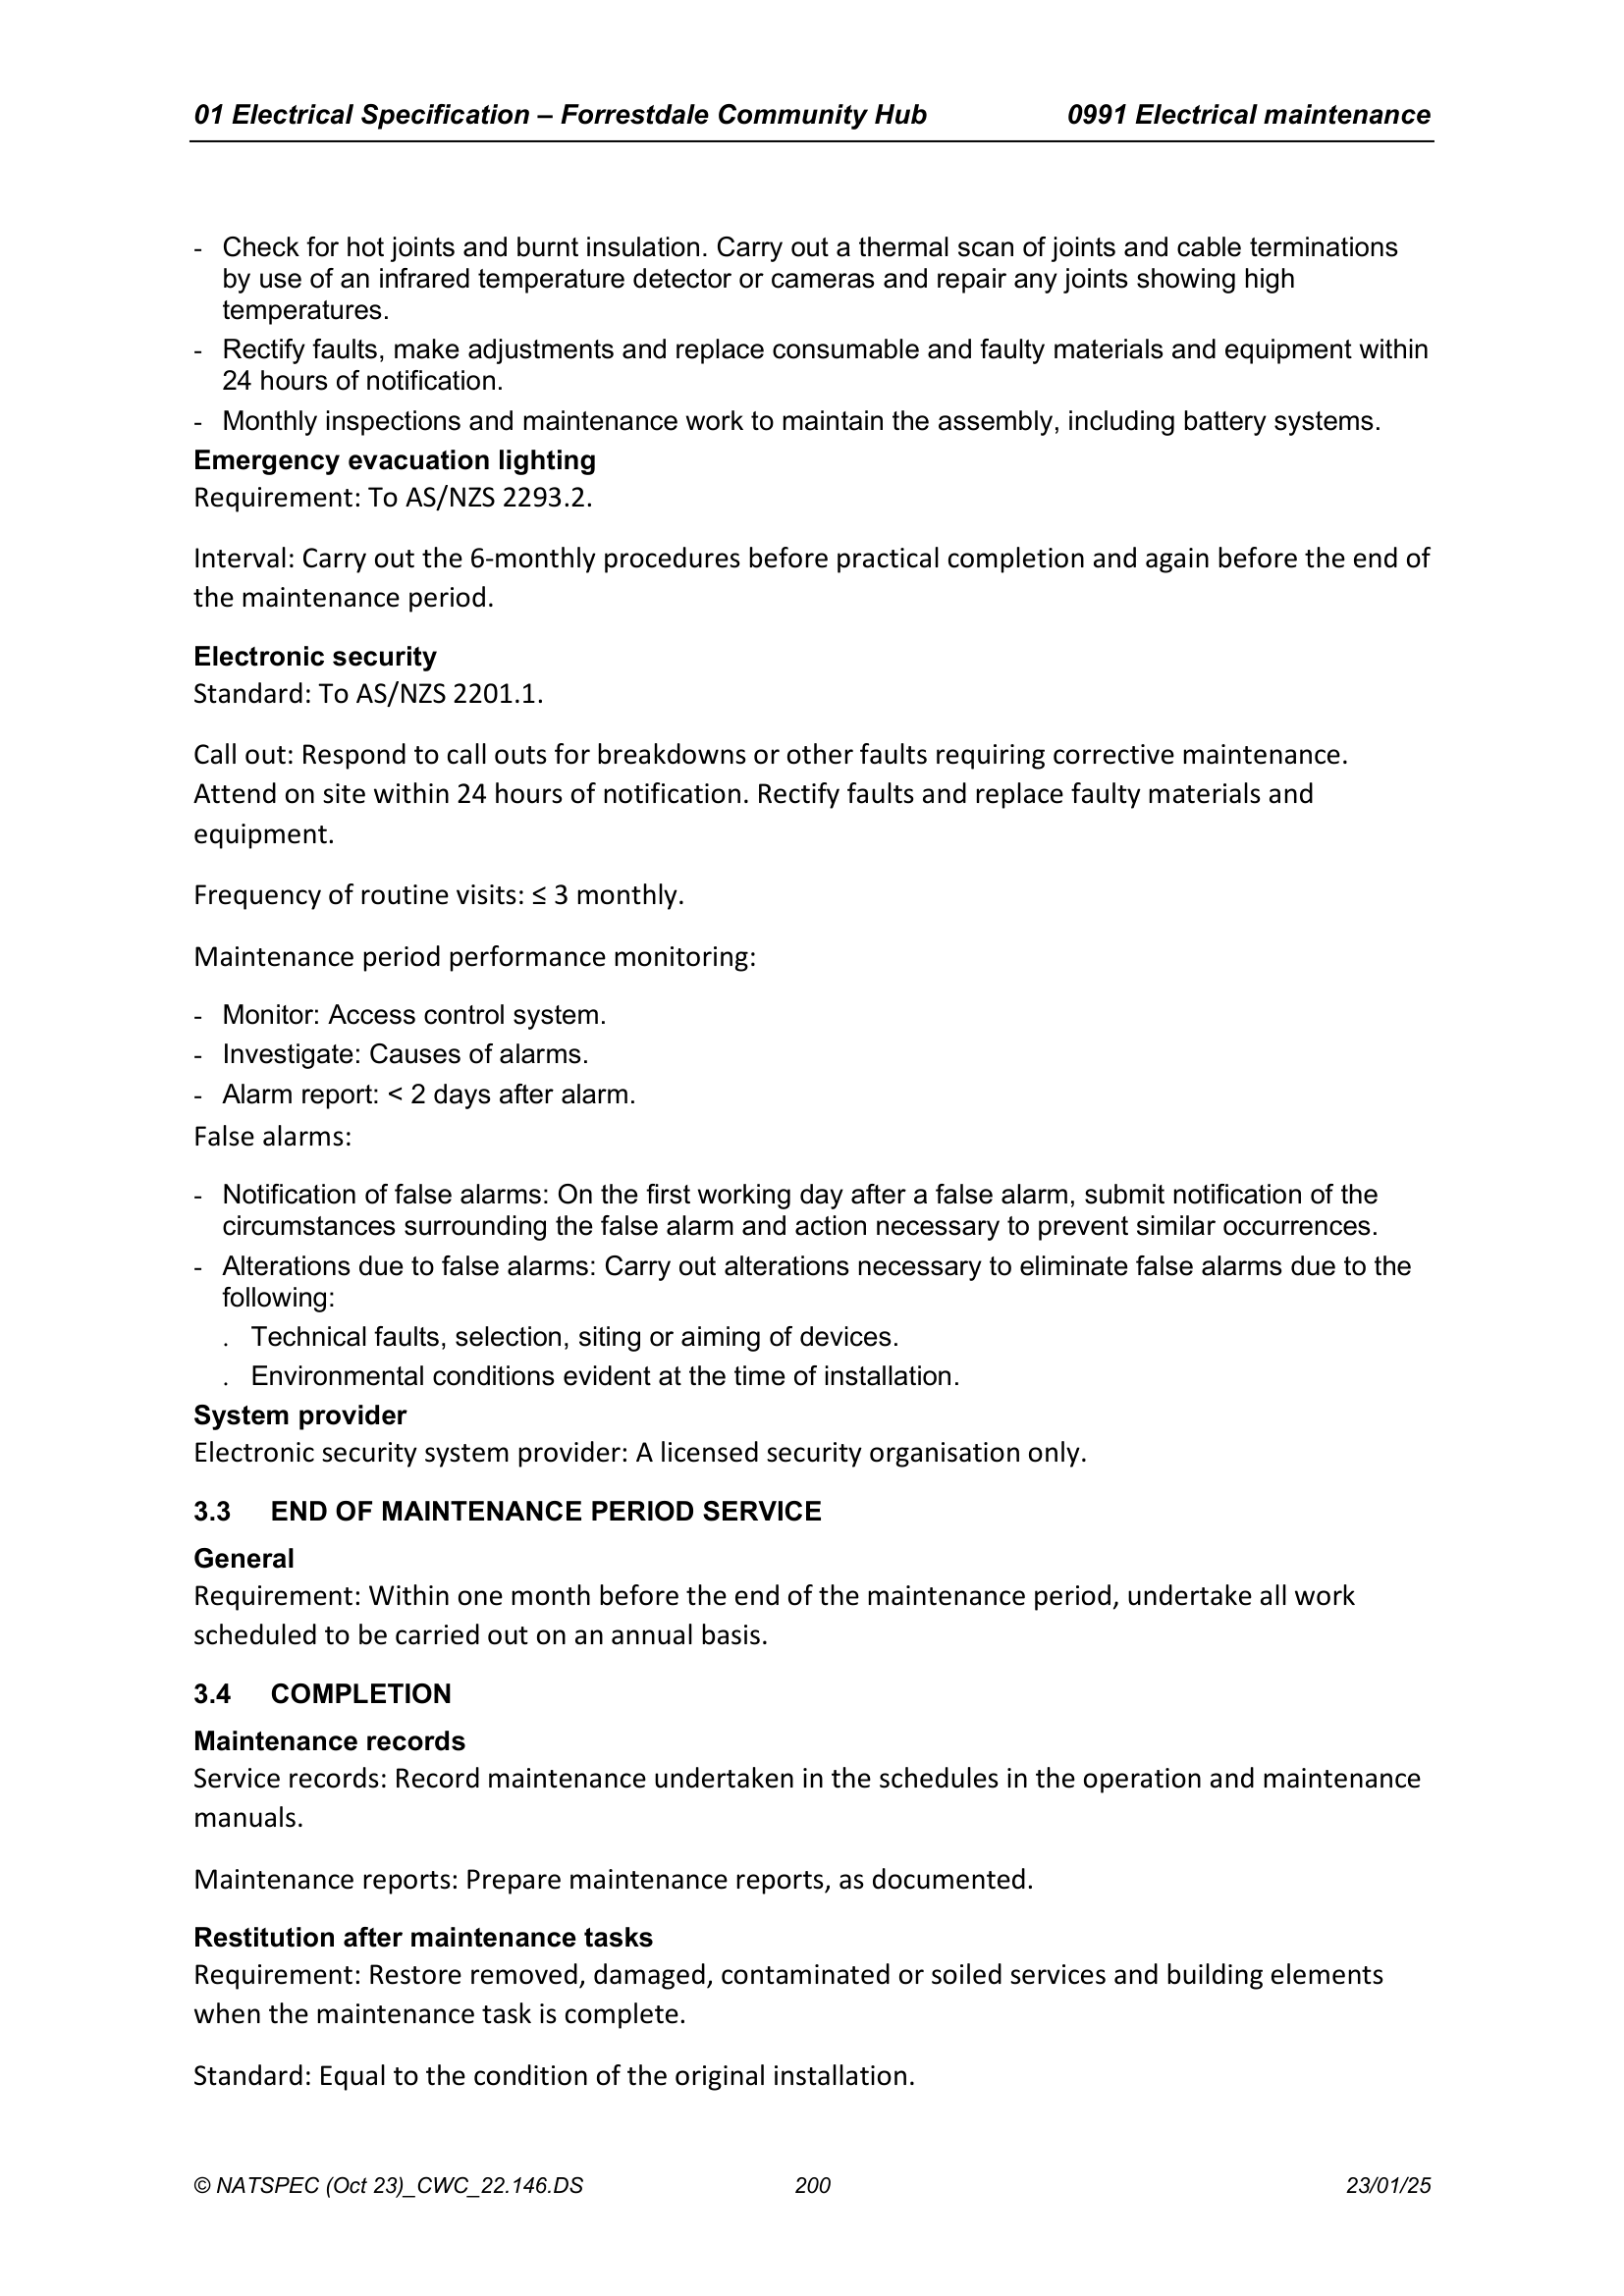 01 Electrical Specification – Forrestdale Community Hub 0991 Electrical maintenance
- Check for hot joints and burnt insulation. Carry out a thermal scan of joints and cable terminations
by use of an infrared temperature detector or cameras and repair any joints showing high
temperatures.
- Rectify faults, make adjustments and replace consumable and faulty materials and equipment within
24 hours of notification.
- Monthly inspections and maintenance work to maintain the assembly, including battery systems.
Emergency evacuation lighting
Requirement: To AS/NZS 2293.2.
Interval: Carry out the 6-monthly procedures before practical completion and again before the end of
the maintenance period.
Electronic security
Standard: To AS/NZS 2201.1.
Call out: Respond to call outs for breakdowns or other faults requiring corrective maintenance.
Attend on site within 24 hours of notification. Rectify faults and replace faulty materials and
equipment.
Frequency of routine visits: ≤ 3 monthly.
Maintenance period performance monitoring:
- Monitor: Access control system.
- Investigate: Causes of alarms.
- Alarm report: < 2 days after alarm.
False alarms:
- Notification of false alarms: On the first working day after a false alarm, submit notification of the
circumstances surrounding the false alarm and action necessary to prevent similar occurrences.
- Alterations due to false alarms: Carry out alterations necessary to eliminate false alarms due to the
following:
. Technical faults, selection, siting or aiming of devices.
. Environmental conditions evident at the time of installation.
System provider
Electronic security system provider: A licensed security organisation only.
3.3 END OF MAINTENANCE PERIOD SERVICE
General
Requirement: Within one month before the end of the maintenance period, undertake all work
scheduled to be carried out on an annual basis.
3.4 COMPLETION
Maintenance records
Service records: Record maintenance undertaken in the schedules in the operation and maintenance
manuals.
Maintenance reports: Prepare maintenance reports, as documented.
Restitution after maintenance tasks
Requirement: Restore removed, damaged, contaminated or soiled services and building elements
when the maintenance task is complete.
Standard: Equal to the condition of the original installation.
© NATSPEC (Oct 23)_CWC_22.146.DS 200 23/01/25